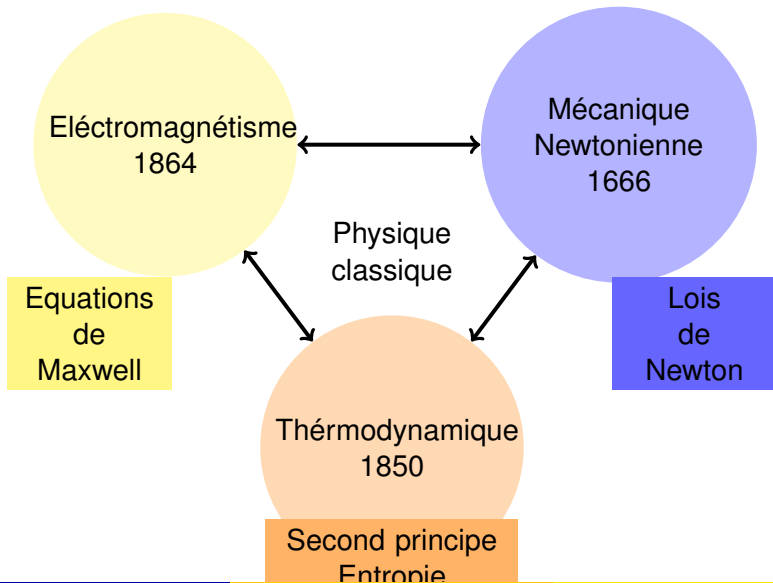 Eléctromagnétisme
1864
Mécanique
Newtonienne
1666
Physique
classique
Equations
de
Maxwell
Lois
de
Newton
Thérmodynamique
1850
Second principe
Entropie